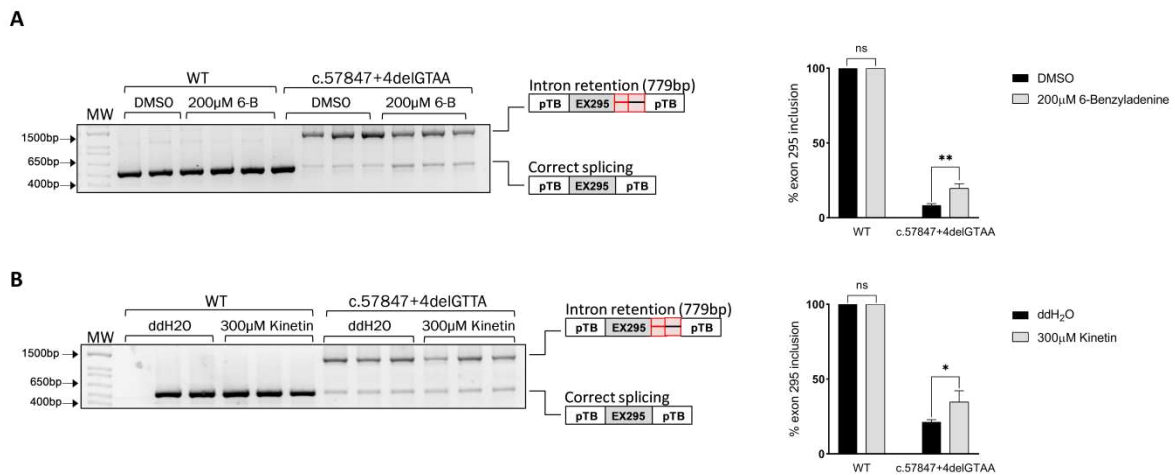 A
WT
c.57847+4delGTAA
MW
DMSO
200µM 6-B
DMSO
200µM 6-B
1500bp
650bp
400bp
Intron retention (779bp)
pTB EX295 pTB
Correct splicing
pTB EX295 pTB
ns
100
50
0
% exon 295 inclusion
**
WT
c.57847+4delGTAA
DMSO
200µM 6-Benzyladenine
B
WT
c.57847+4delGTTA
MW
ddH2O
300µM Kinetin
ddH2O
300µM Kinetin
1500bp
650bp
400bp
Intron retention (779bp)
pTB EX295 pTB
Correct splicing
pTB EX295 pTB
ns
100
50
0
% exon 295 inclusion
*
WT
c.57847+4delGTAA
ddH₂O
300µM Kinetin